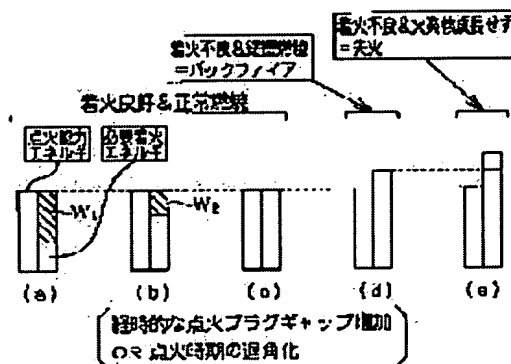 着火不良&緩慢燃焼
=バックファイア
着火不良&火炎核成長せず
=失火
着火良好&正常燃焼
点火能力
エネルギ
必要着火
エネルギ
W₁
W₂
(a) (b) (c) (d) (e)
経時的な点火プラグギャップ増加
OR 点火時期の遅角化